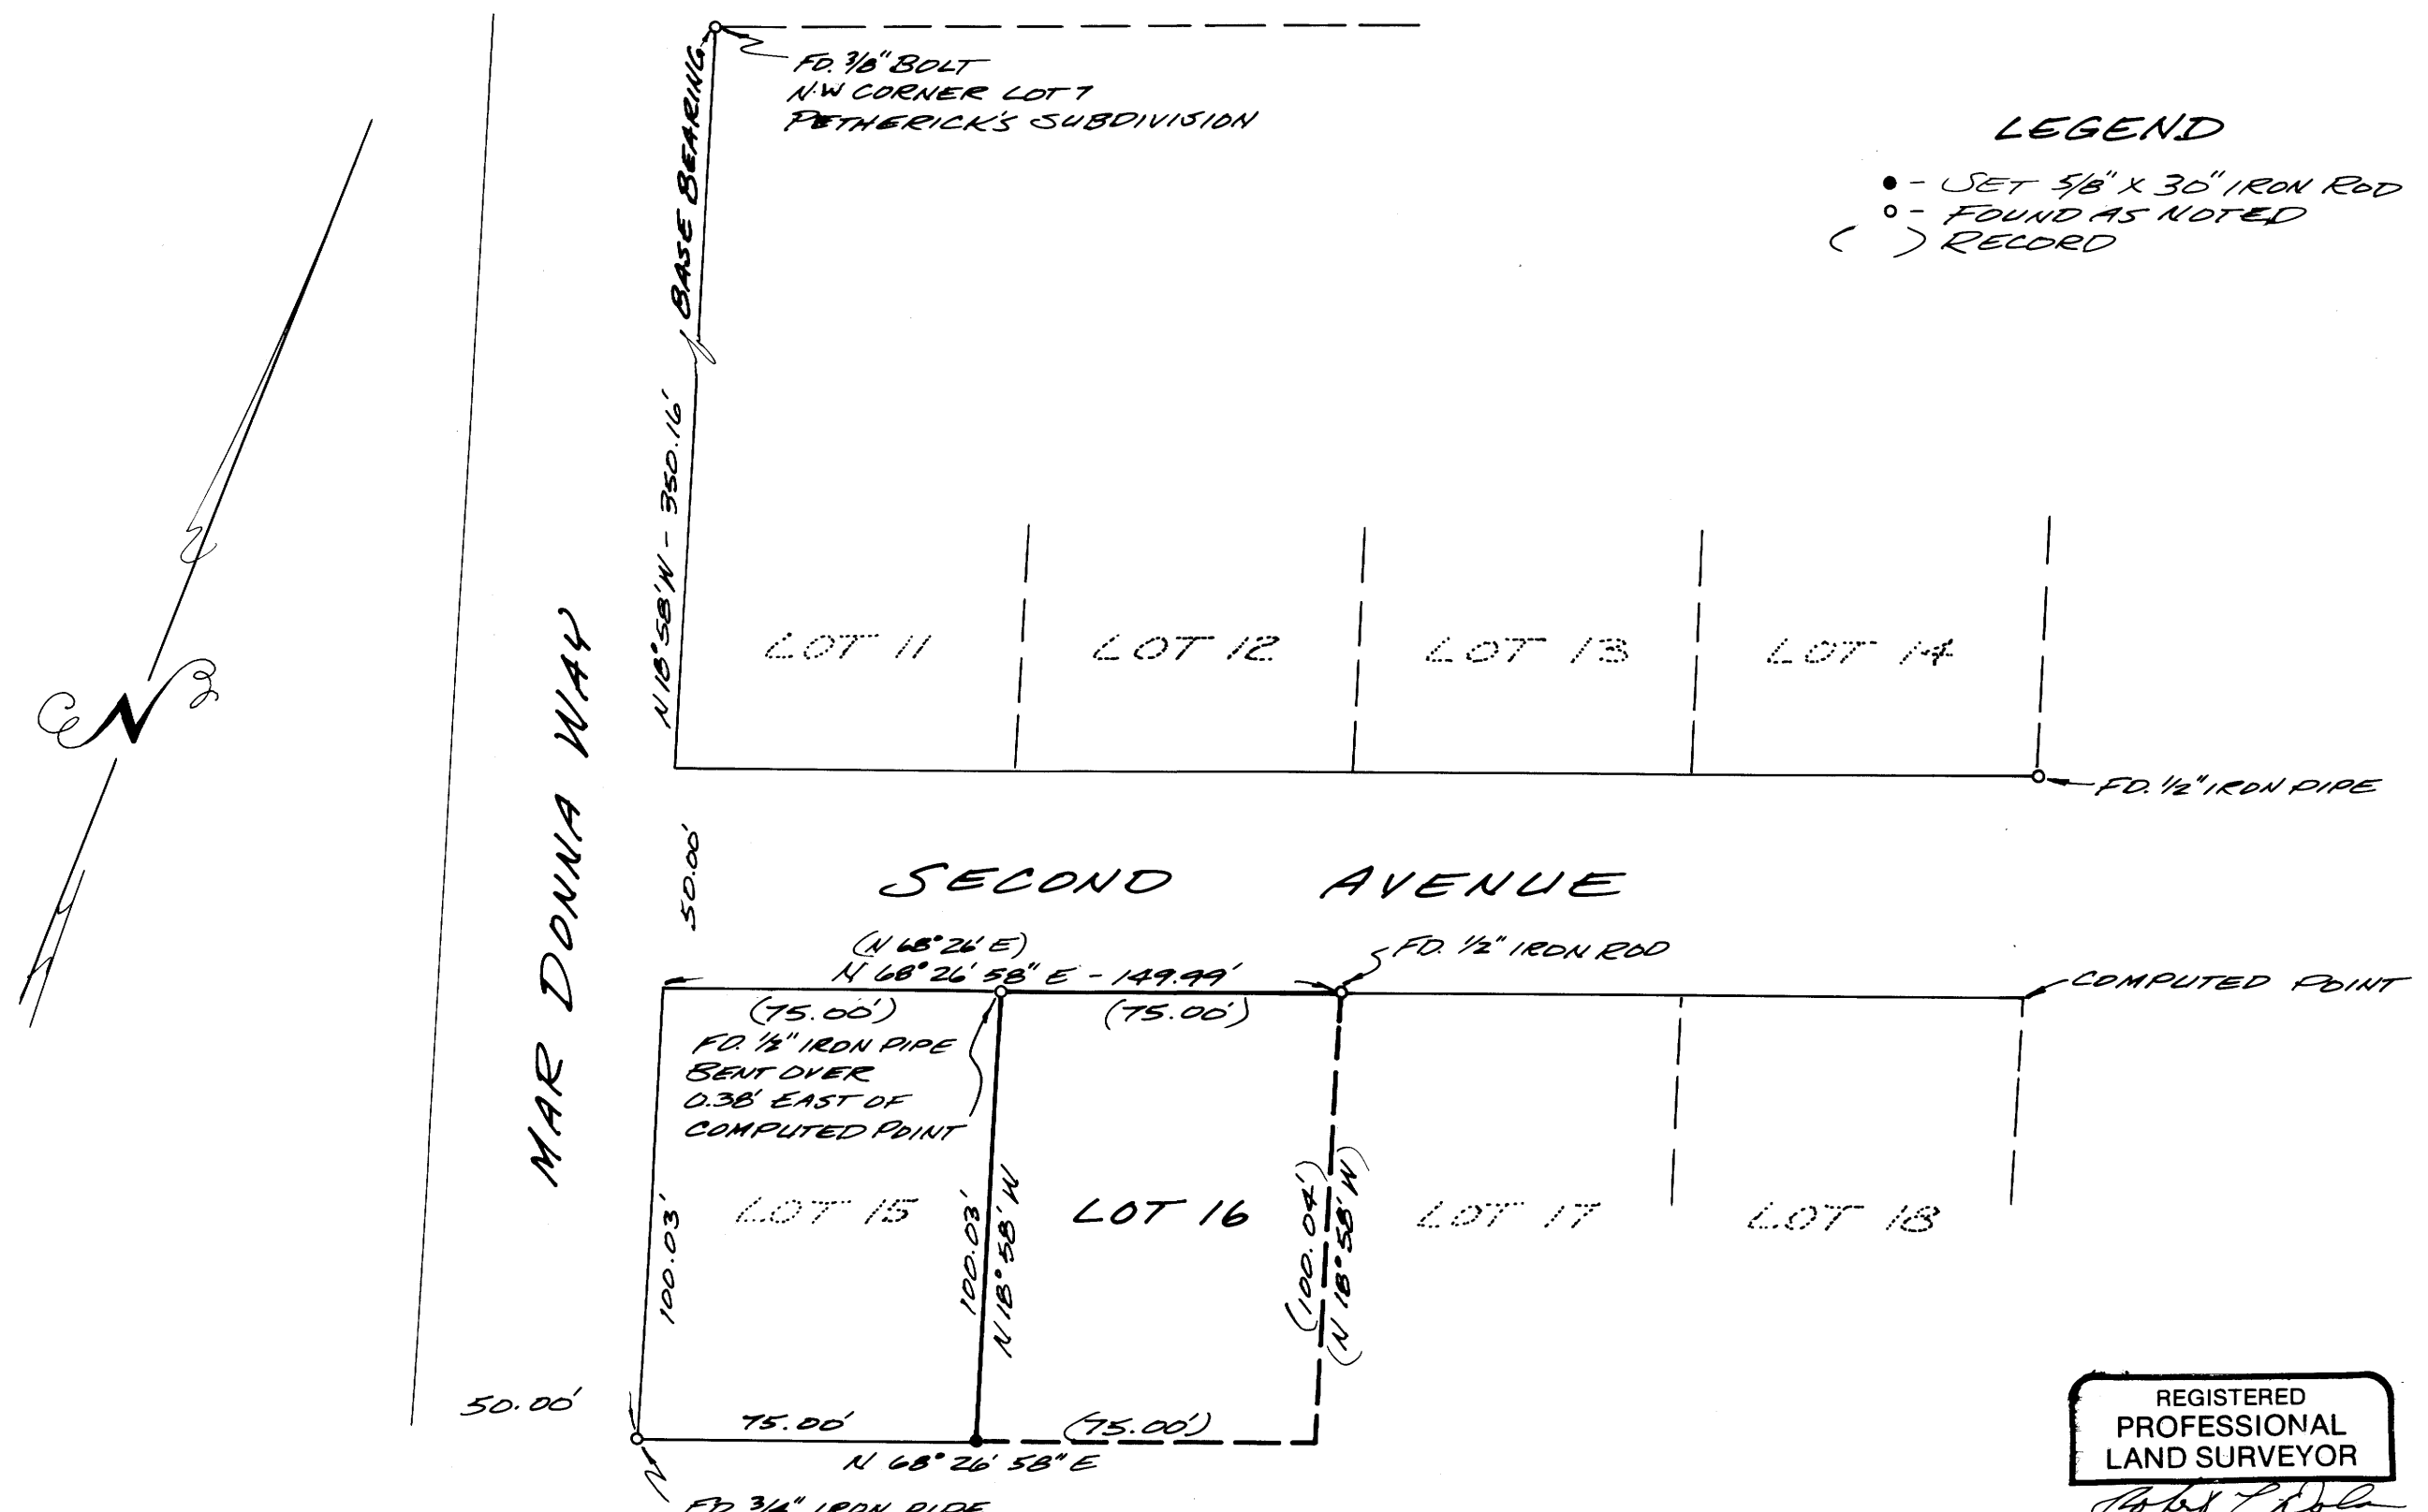 BASE BEARING
FD. 3/8" BOLT
N.W CORNER LOT 7
PETHERICK'S SUBDIVISION
LEGEND
● - SET 5/8" X 30" IRON ROD
○ - FOUND AS NOTED
( ) RECORD
N 18° 58' W - 350.16'
N
MAR DONNA WAY
LOT 11
LOT 12
LOT 13
LOT 14
FD. 1/2" IRON PIPE
50.00'
SECOND AVENUE
(N 68° 26' E)
N 68° 26' 58" E - 149.99'
FD. 1/2" IRON ROD
COMPUTED POINT
(75.00')
(75.00')
FD. 1/2" IRON PIPE
BENT OVER
0.38' EAST OF
COMPUTED POINT
100.03'
LOT 15
100.03'
N 18° 58' W
LOT 16
(100.04')
(N 18° 58' W)
LOT 17
LOT 18
50.00'
75.00'
(75.00')
N 68° 26' 58" E
FD 3/4" IRON PIPE
REGISTERED
PROFESSIONAL
LAND SURVEYOR